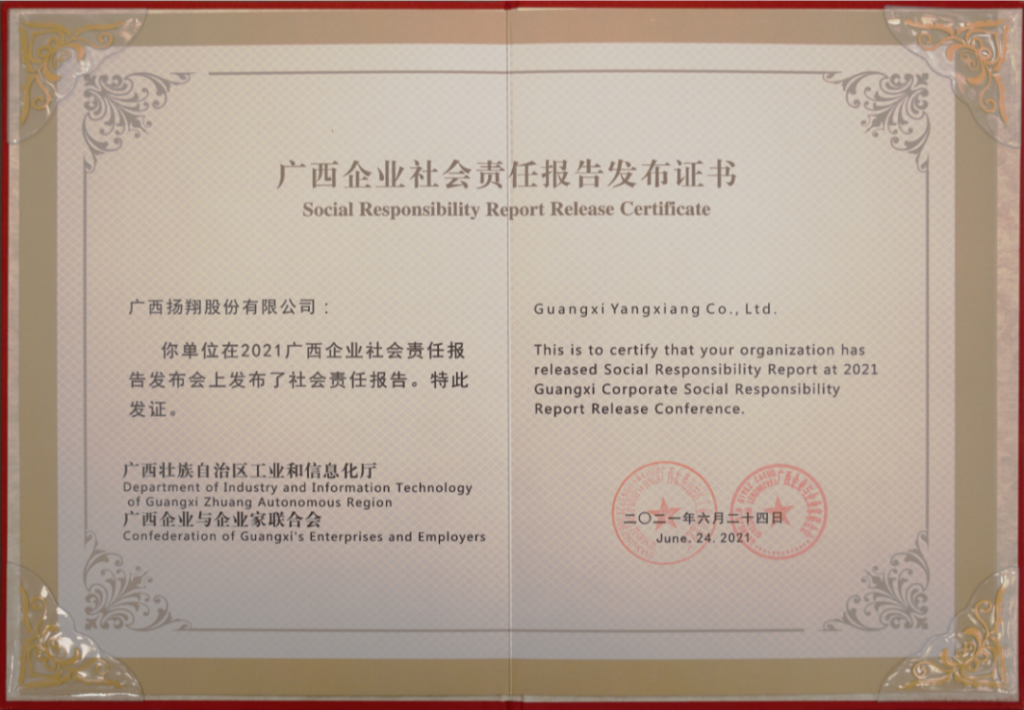 广西企业社会责任报告发布证书
Social Responsibility Report Release Certificate
广西扬翔股份有限公司：
你单位在2021广西企业社会责任报
告发布会上发布了社会责任报告。特此
发证。
广西壮族自治区工业和信息化厅
Department of Industry and Information Technology
of Guangxi Zhuang Autonomous Region
广西企业与企业家联合会
Confederation of Guangxi's Enterprises and Employers
Guangxi Yangxiang Co., Ltd.
This is to certify that your organization has
released Social Responsibility Report at 2021
Guangxi Corporate Social Responsibility
Report Release Conference.
二〇二一年六月二十四日
June. 24. 2021